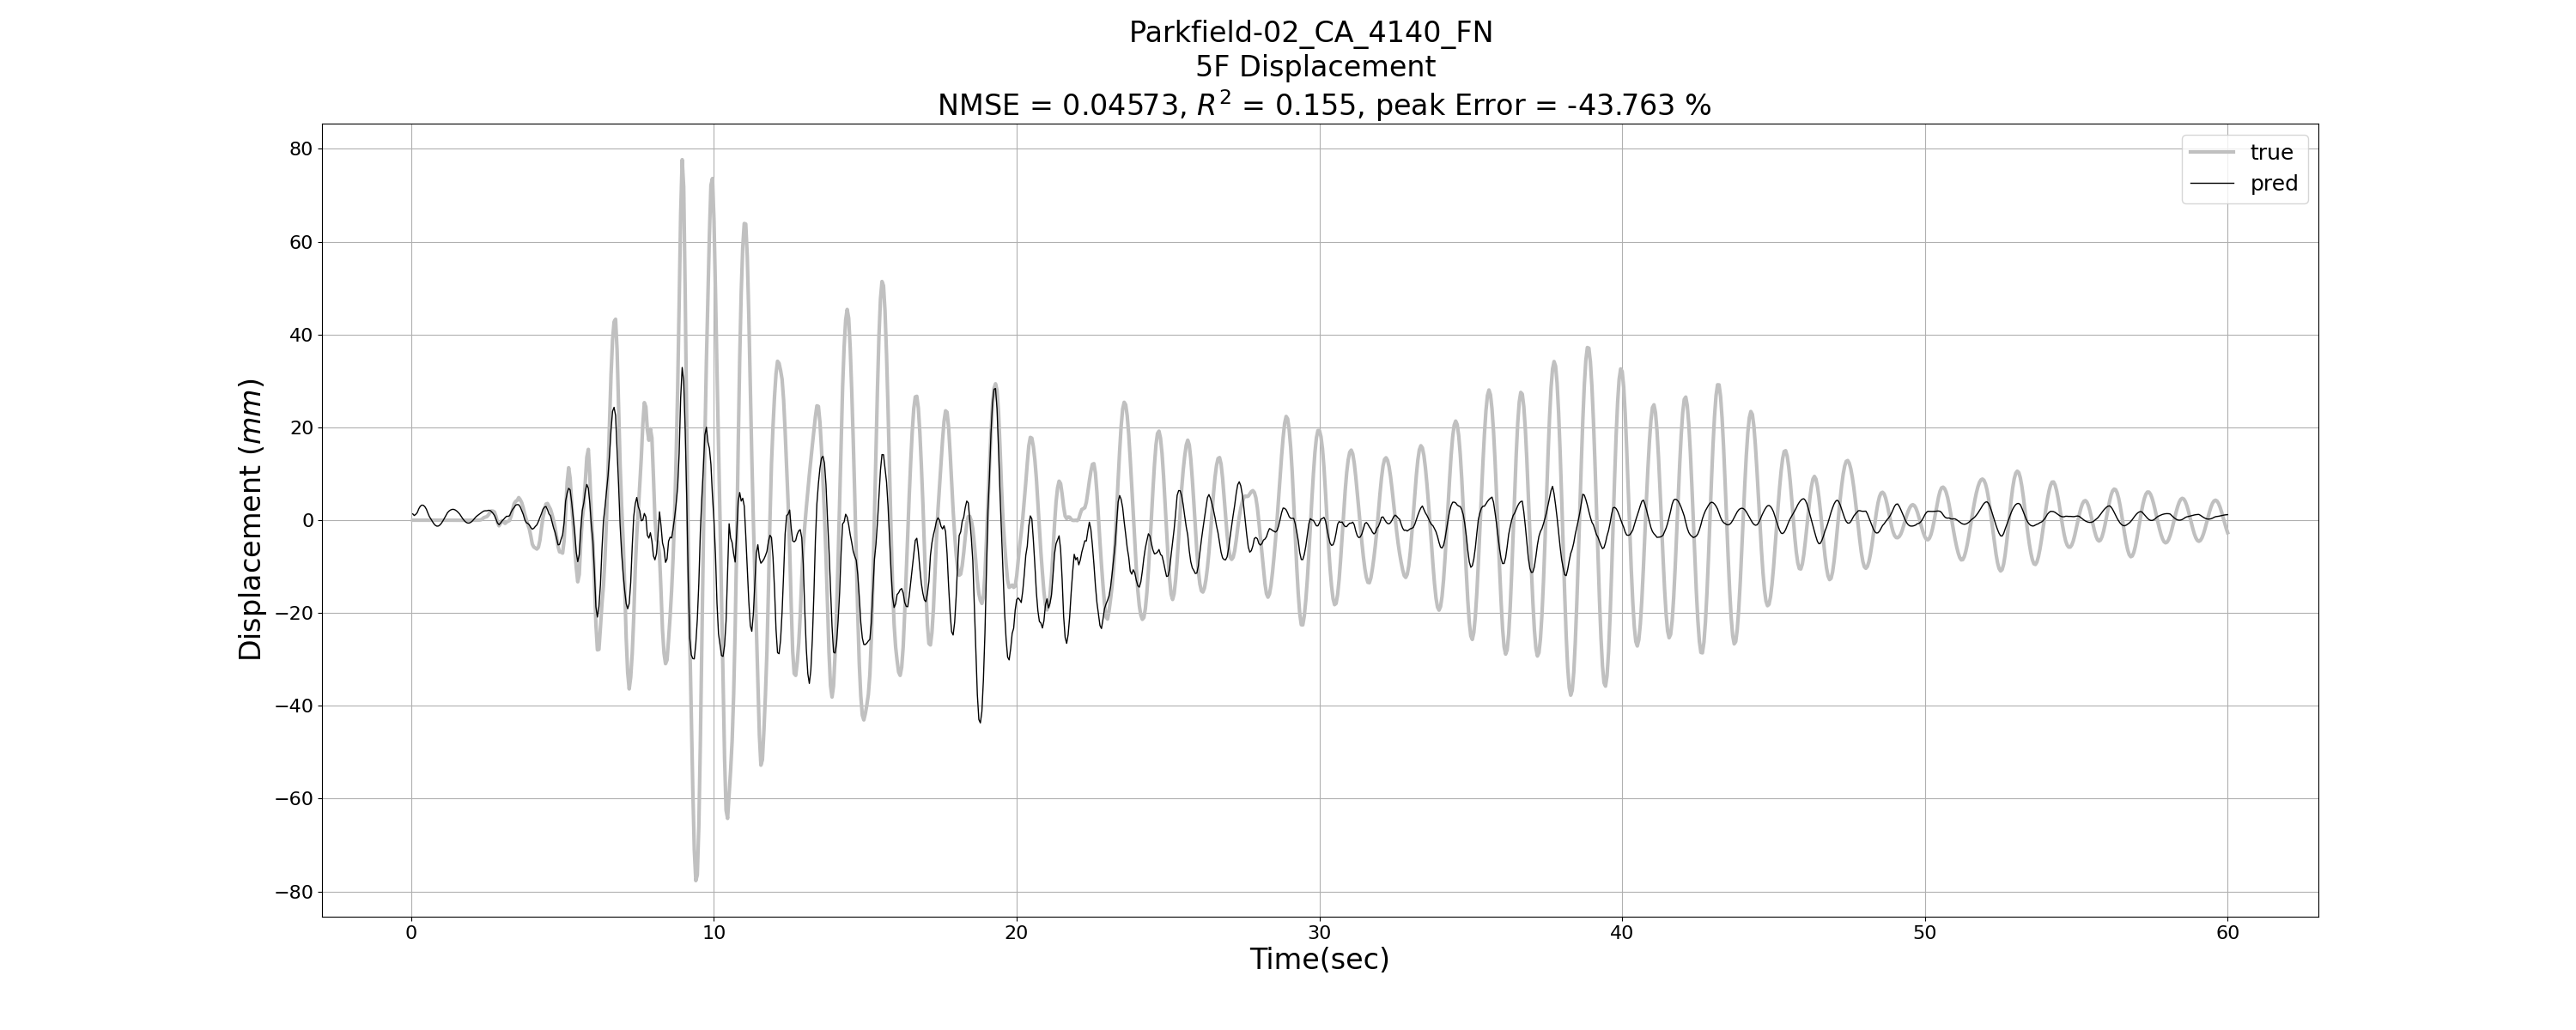 Parkfield-02_CA_4140_FN
5F Displacement
NMSE = 0.04573, R² = 0.155, peak Error = -43.763 %
true
pred
Displacement (mm)
80
60
40
20
0
−20
−40
−60
−80
0 10 20 30 40 50 60
Time(sec)